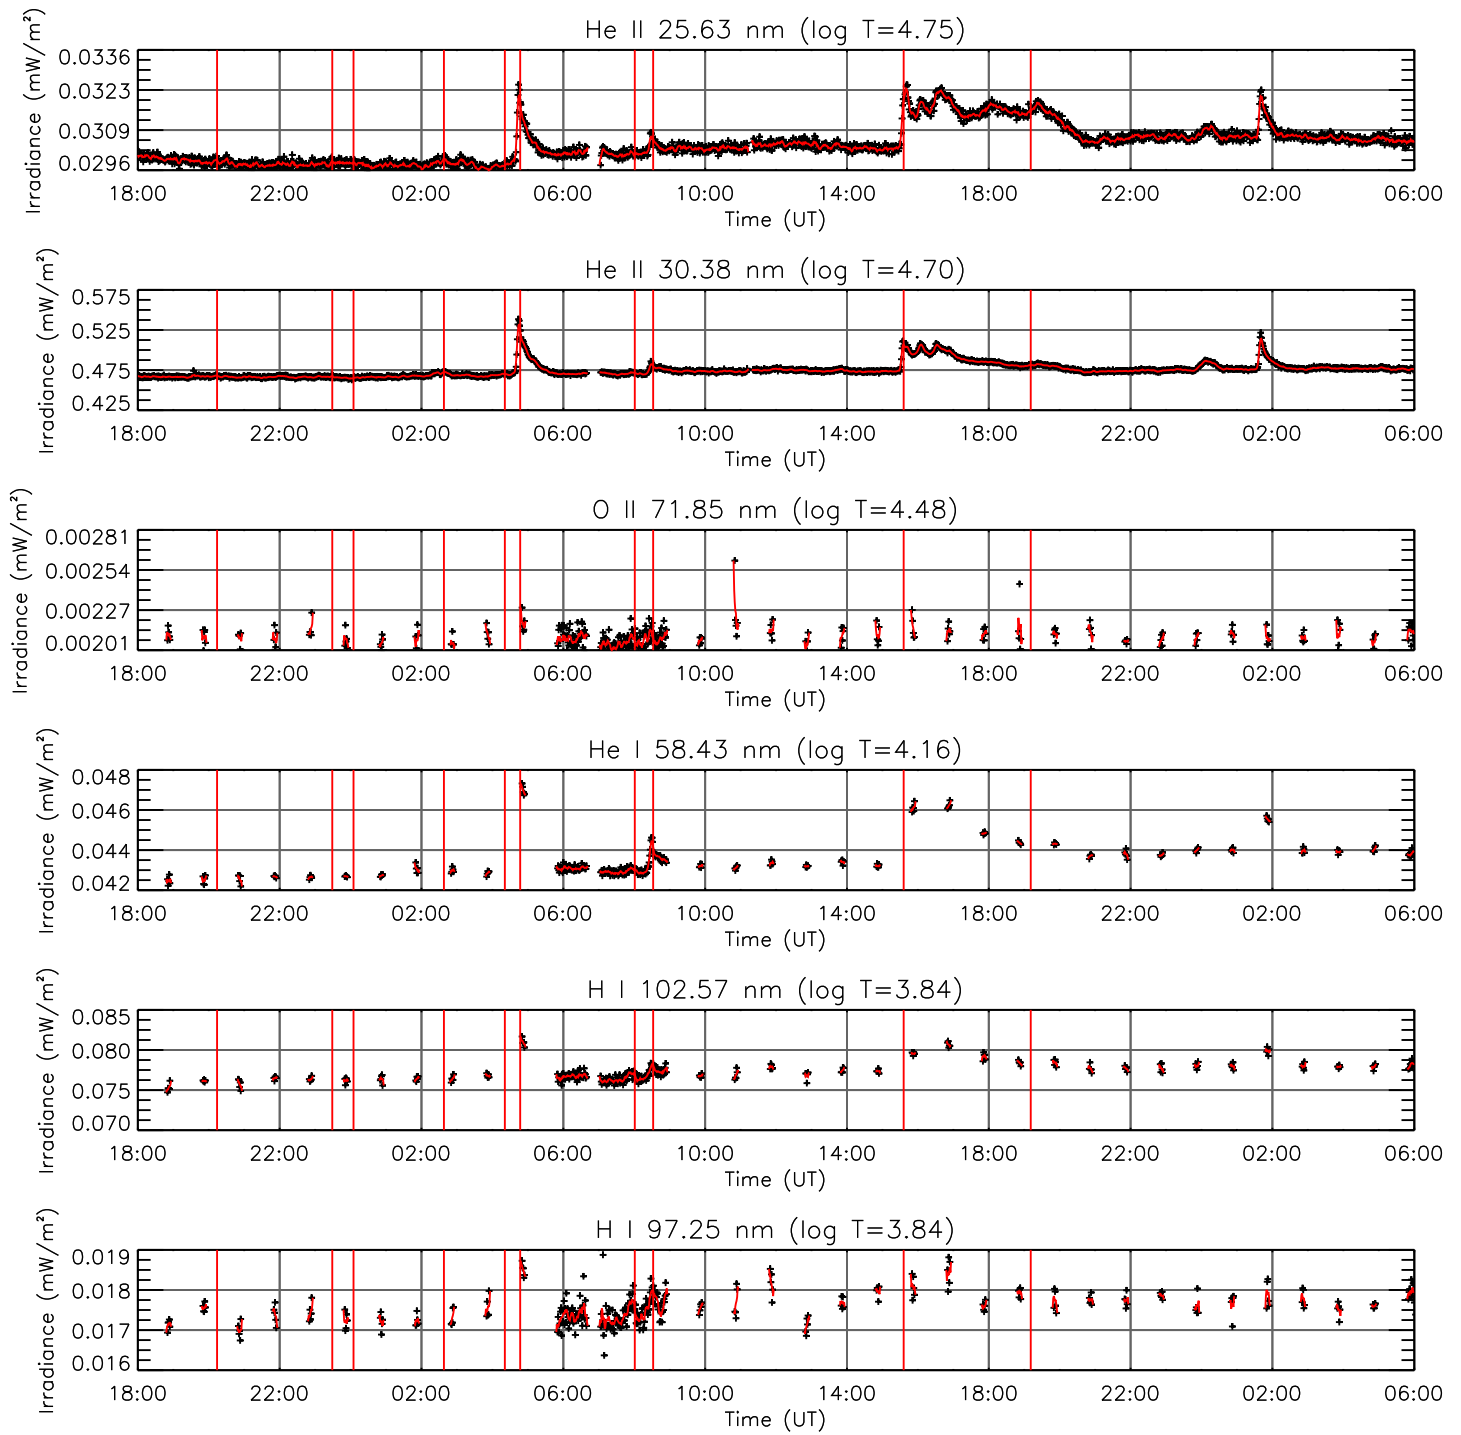 He II 25.63 nm (log T=4.75)
Irradiance (mW/m²)
0.0336
0.0323
0.0309
0.0296
18:00 22:00 02:00 06:00 10:00 14:00 18:00 22:00 02:00 06:00
Time (UT)
He II 30.38 nm (log T=4.70)
Irradiance (mW/m²)
0.575
0.525
0.475
0.425
18:00 22:00 02:00 06:00 10:00 14:00 18:00 22:00 02:00 06:00
Time (UT)
O II 71.85 nm (log T=4.48)
Irradiance (mW/m²)
0.00281
0.00254
0.00227
0.00201
18:00 22:00 02:00 06:00 10:00 14:00 18:00 22:00 02:00 06:00
Time (UT)
He I 58.43 nm (log T=4.16)
Irradiance (mW/m²)
0.048
0.046
0.044
0.042
18:00 22:00 02:00 06:00 10:00 14:00 18:00 22:00 02:00 06:00
Time (UT)
H I 102.57 nm (log T=3.84)
Irradiance (mW/m²)
0.085
0.080
0.075
0.070
18:00 22:00 02:00 06:00 10:00 14:00 18:00 22:00 02:00 06:00
Time (UT)
H I 97.25 nm (log T=3.84)
Irradiance (mW/m²)
0.019
0.018
0.017
0.016
18:00 22:00 02:00 06:00 10:00 14:00 18:00 22:00 02:00 06:00
Time (UT)